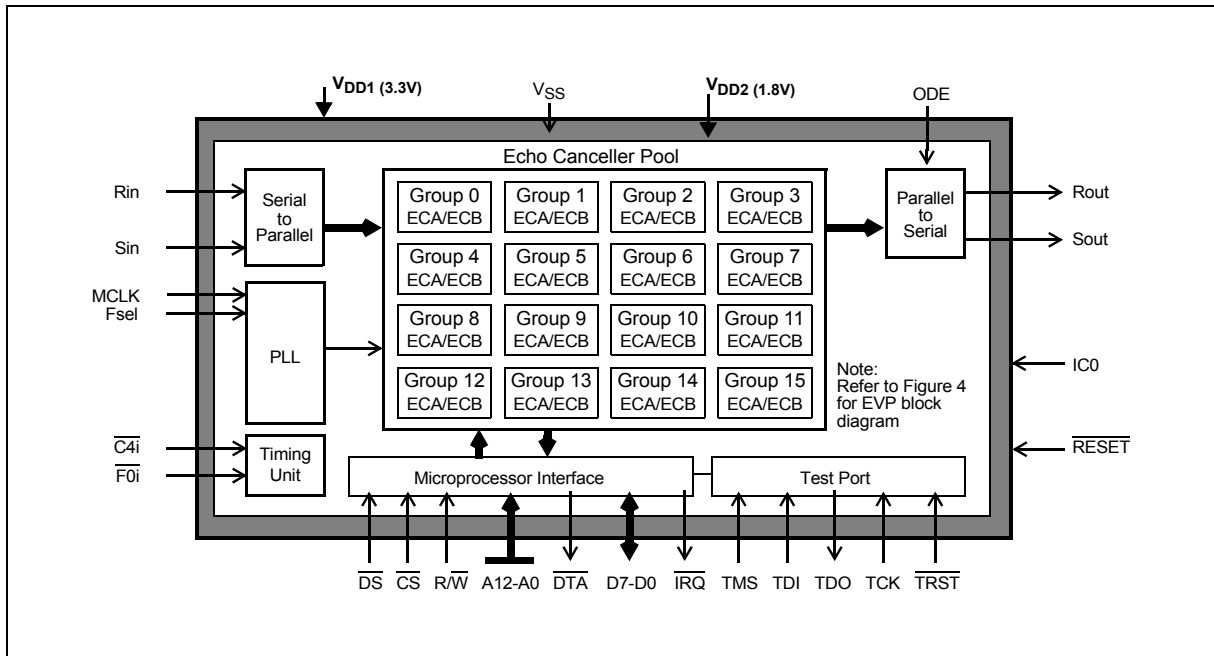 VDD1 (3.3V)
VSS
VDD2 (1.8V)
ODE
Echo Canceller Pool
Rin
Sin
MCLK
Fsel
C4i
F0i
Serial
to
Parallel
PLL
Timing
Unit
Group 0
ECA/ECB
Group 1
ECA/ECB
Group 2
ECA/ECB
Group 3
ECA/ECB
Group 4
ECA/ECB
Group 5
ECA/ECB
Group 6
ECA/ECB
Group 7
ECA/ECB
Group 8
ECA/ECB
Group 9
ECA/ECB
Group 10
ECA/ECB
Group 11
ECA/ECB
Group 12
ECA/ECB
Group 13
ECA/ECB
Group 14
ECA/ECB
Group 15
ECA/ECB
Parallel
to
Serial
Rout
Sout
Note:
Refer to Figure 4
for EVP block
diagram
IC0
RESET
Microprocessor Interface
Test Port
DS
CS
R/W
A12-A0
DTA
D7-D0
IRQ
TMS
TDI
TDO
TCK
TRST